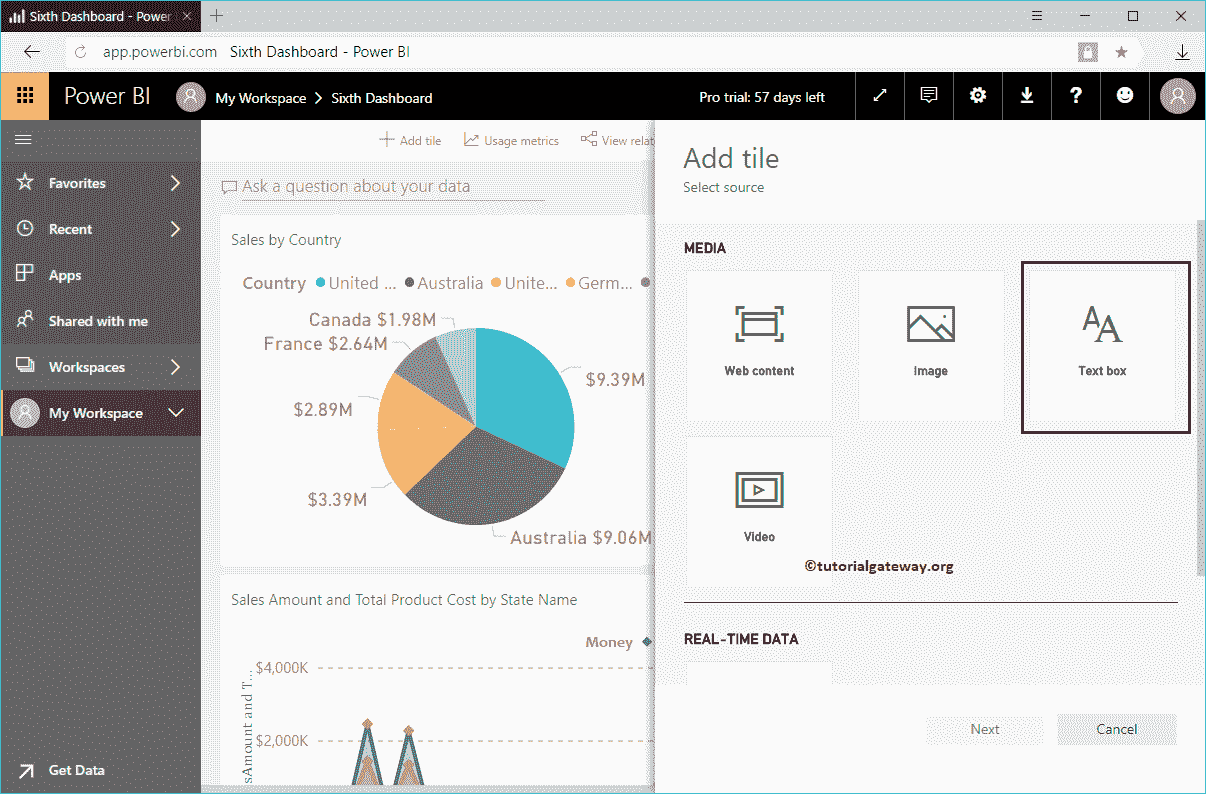 Sixth Dashboard - Power
app.powerbi.com Sixth Dashboard - Power BI
Power BI My Workspace Sixth Dashboard Pro trial: 57 days left ?
Favorites
Recent
Apps
Shared with me
Workspaces
My Workspace
Get Data
Add tile Usage metrics View relat
Ask a question about your data
Sales by Country
Country United ... Australia Unite... Germ...
Canada $1.98M
France $2.64M
$9.39M
$2.89M
$3.39M
Australia $9.06M
Sales Amount and Total Product Cost by State Name
Money
$4,000K
$2,000K
sAmount and T...
Add tile
Select source
MEDIA
Web content Image Text box
Video
©tutorialgateway.org
REAL-TIME DATA
Next Cancel